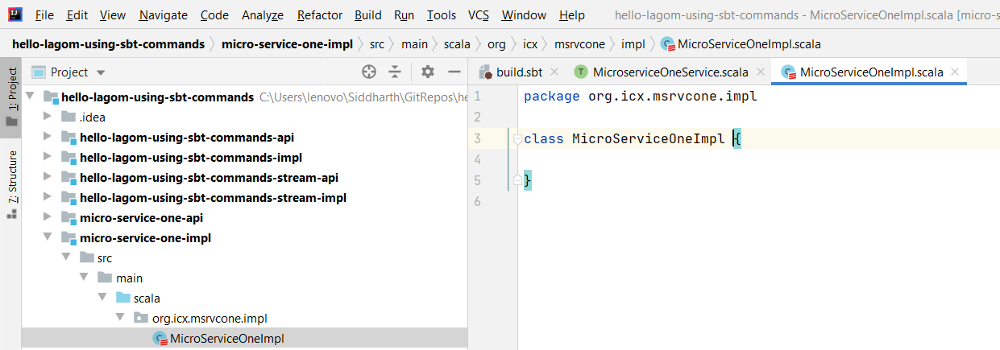 File Edit View Navigate Code Analyze Refactor Build Run Tools VCS Window Help hello-lagom-using-sbt-commands - MicroServiceOneImpl.scala [micro-s
hello-lagom-using-sbt-commands micro-service-one-impl src main scala org icx msrvcone impl MicroServiceOneImpl.scala
1: Project
7: Structure
Project
hello-lagom-using-sbt-commands C:\Users\lenovo\Siddharth\GitRepos\he
.idea
hello-lagom-using-sbt-commands-api
hello-lagom-using-sbt-commands-impl
hello-lagom-using-sbt-commands-stream-api
hello-lagom-using-sbt-commands-stream-impl
micro-service-one-api
micro-service-one-impl
src
main
scala
org.icx.msrvcone.impl
MicroServiceOneImpl
build.sbt MicroserviceOneService.scala MicroServiceOneImpl.scala
1 package org.icx.msrvcone.impl
2
3 class MicroServiceOneImpl {
4
5 }
6